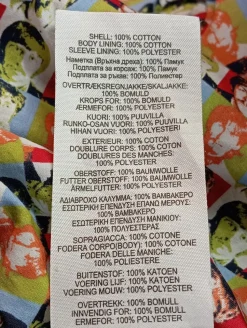 SHELL: 100% COTTON
BODY LINING: 100% COTTON
SLEEVE LINING: 100% POLYESTER
Наметка (Връхна дреха): 100% Памук
Подплата за корсаж: 100% Памук
Подплата за ръкав: 100% Полиестер
OVERTRÆKSREGNJAKKE/SKALJAKKE:
100% BOMULD
KROPS FOR: 100% BOMULD
ÆRMEFOR: 100% POLYESTER
KUORI: 100% PUUVILLA
RUNKO-OSAN VUORI: 100% PUUVILLA
HIHAN VUORI: 100% POLYESTERI
EXTERIEUR: 100% COTON
DOUBLURE CORPS: 100% COTON
DOUBLURES DES MANCHES:
100% POLYESTER
OBERSTOFF: 100% BAUMWOLLE
FUTTER OBERSTOFF: 100% BAUMWOLLE
ÄRMELFUTTER: 100% POLYESTER
ΑΔΙΑΒΡΟΧΟ ΚΑΛΥΜΜΑ: 100% ΒΑΜΒΑΚΕΡΟ
ΕΣΩΤΕΡΙΚΗ ΕΠΕΝΔΥΣΗ ΕΠΑΝΩ ΜΕΡΟΥΣ:
100% ΒΑΜΒΑΚΕΡΟ
ΕΣΩΤΕΡΙΚΗ ΕΠΕΝΔΥΣΗ ΜΑΝΙΚΙΟΥ:
100% ΠΟΛΥΕΣΤΕΡΑΣ
SOPRAGIACCA: 100% COTONE
FODERA CORPO(BODY): 100% COTONE
FODERA DELLE MANICHE:
100% POLIESTERE
BUITENSTOF: 100% KATOEN
VOERING LIJF: 100% KATOEN
VOERING MOUW: 100% POLYESTER
OVERTREKK: 100% BOMULL
INNVENDIG FOR: 100% BOMULL
ERMEFOR: 100% POLYESTER